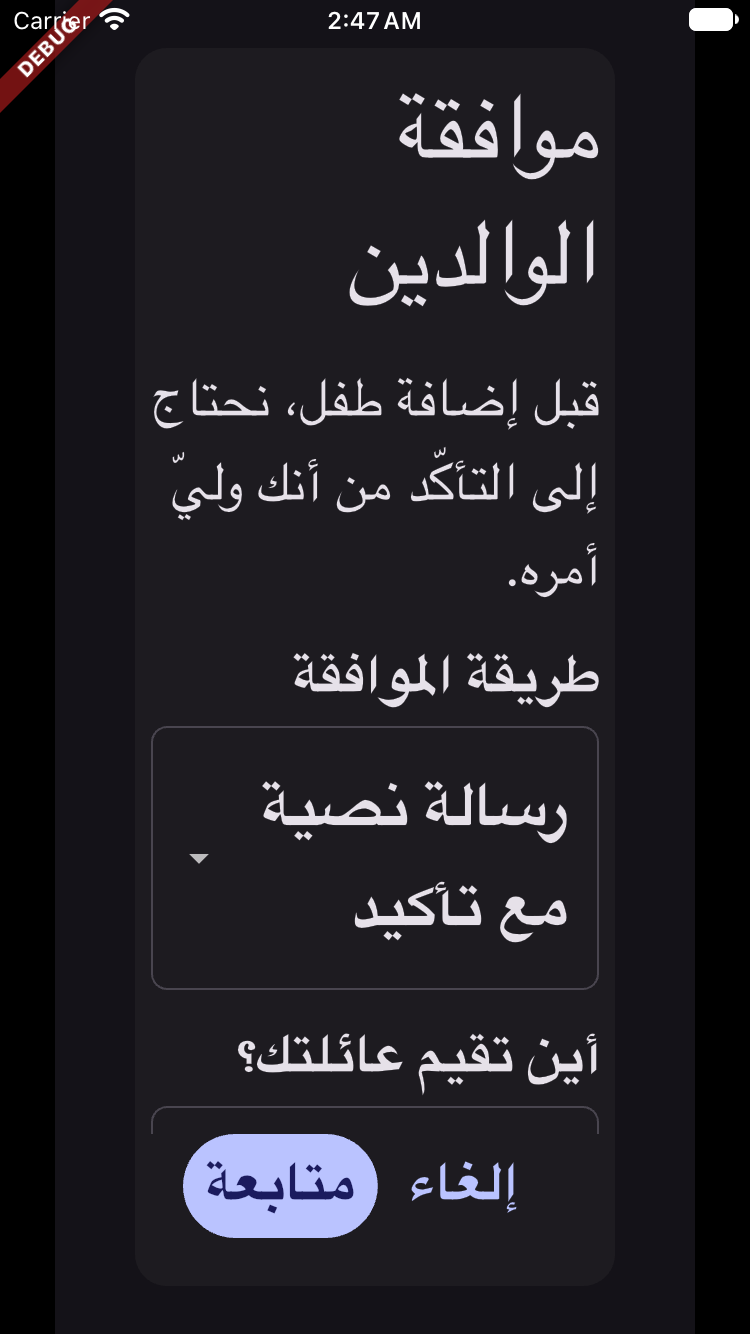 Carrier
2:47 AM
DEBUG
موافقة
الوالدين
قبل إضافة طفل، نحتاج
إلى التأكّد من أنك وليّ
أمره.
طريقة الموافقة
رسالة نصية
مع تأكيد
أين تقيم عائلتك؟
إلغاء
متابعة